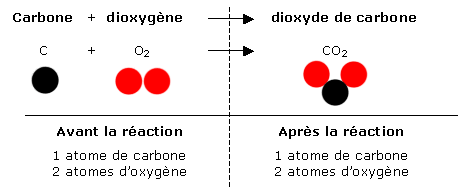 Carbone + dioxygène → dioxyde de carbone
C + O₂ → CO₂
Avant la réaction Après la réaction
1 atome de carbone 1 atome de carbone
2 atomes d'oxygène 2 atomes d'oxygène